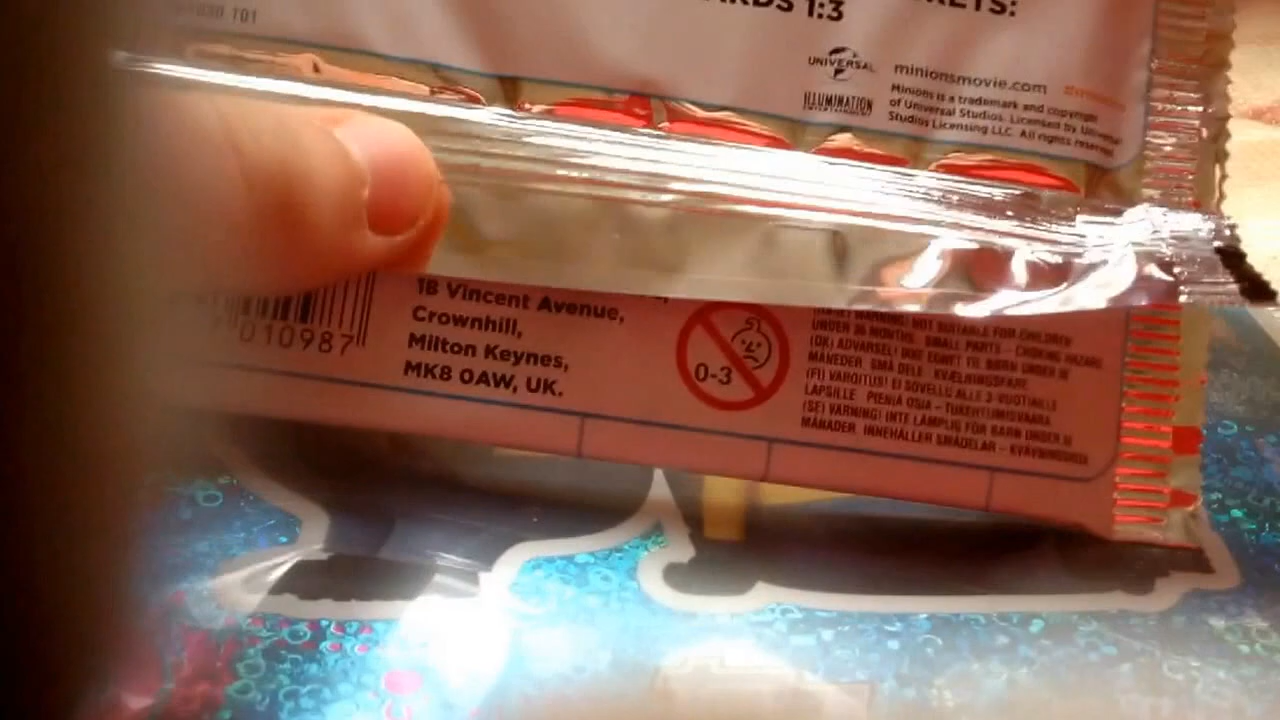 T01
ARDS 1:3
KETS:
UNIVERSAL
ILLUMINATION
minionsmovie.com
Minions is a trademark and copyright
of Universal Studios. Licensed by Universal
Studios Licensing LLC. All rights reserved.
1B Vincent Avenue,
Crownhill,
Milton Keynes,
MK8 0AW, UK.
010987
0-3
WARNING! NOT SUITABLE FOR CHILDREN
UNDER 36 MONTHS. SMALL PARTS - CHOKING HAZARD
(DK) ADVARSEL! IKKE EGNET TIL BØRN UNDER 36
MÅNEDER. SMÅ DELE - KVÆLNINGSFARE.
(FI) VAROITUS! EI SOVELLU ALLE 3-VUOTIAILLE
LAPSILLE. PIENIÄ OSIA - TUKEHTUMISVAARA
(SE) VARNING! INTE LÄMPLIG FÖR BARN UNDER 36
MÅNADER. INNEHÅLLER SMÅDELAR - KVÄVNINGSRISK